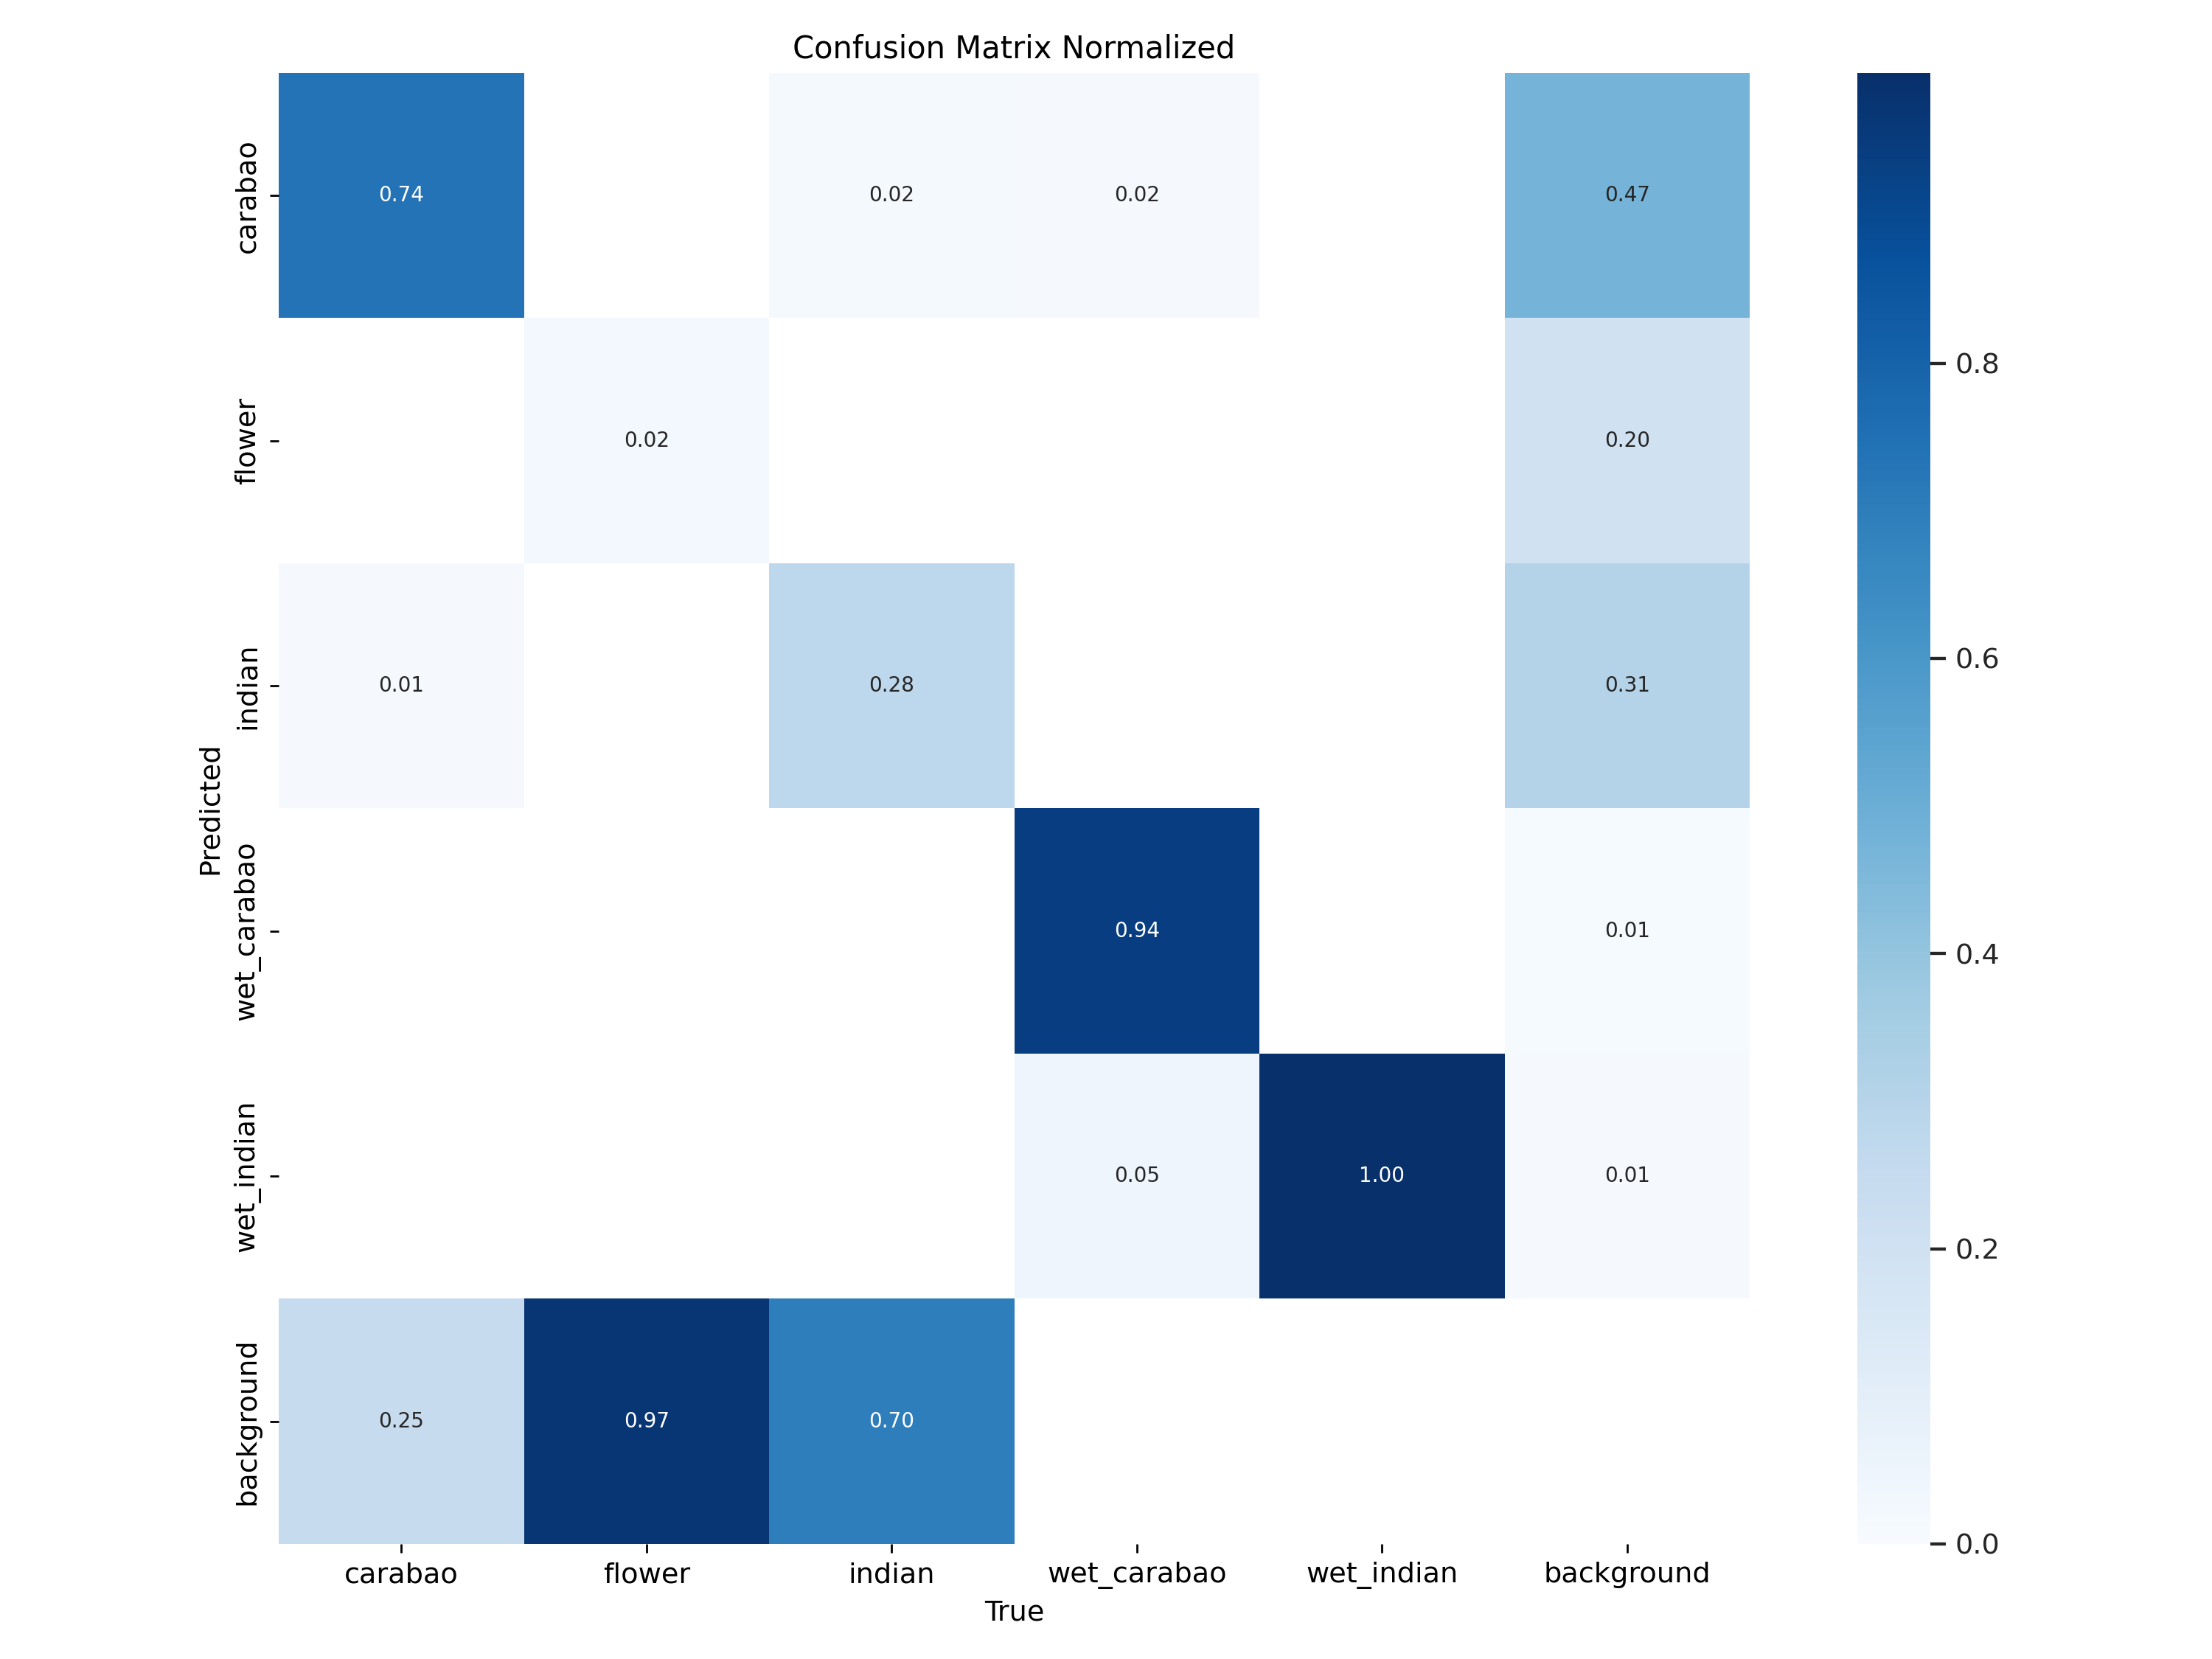 Confusion Matrix Normalized
carabao
0.74
0.02
0.02
0.47
0.8
flower
0.02
0.20
0.6
indian
0.01
0.28
0.31
Predicted
wet_carabao
0.94
0.01
0.4
wet_indian
0.05
1.00
0.01
0.2
background
0.25
0.97
0.70
0.0
carabao flower indian wet_carabao wet_indian background
True